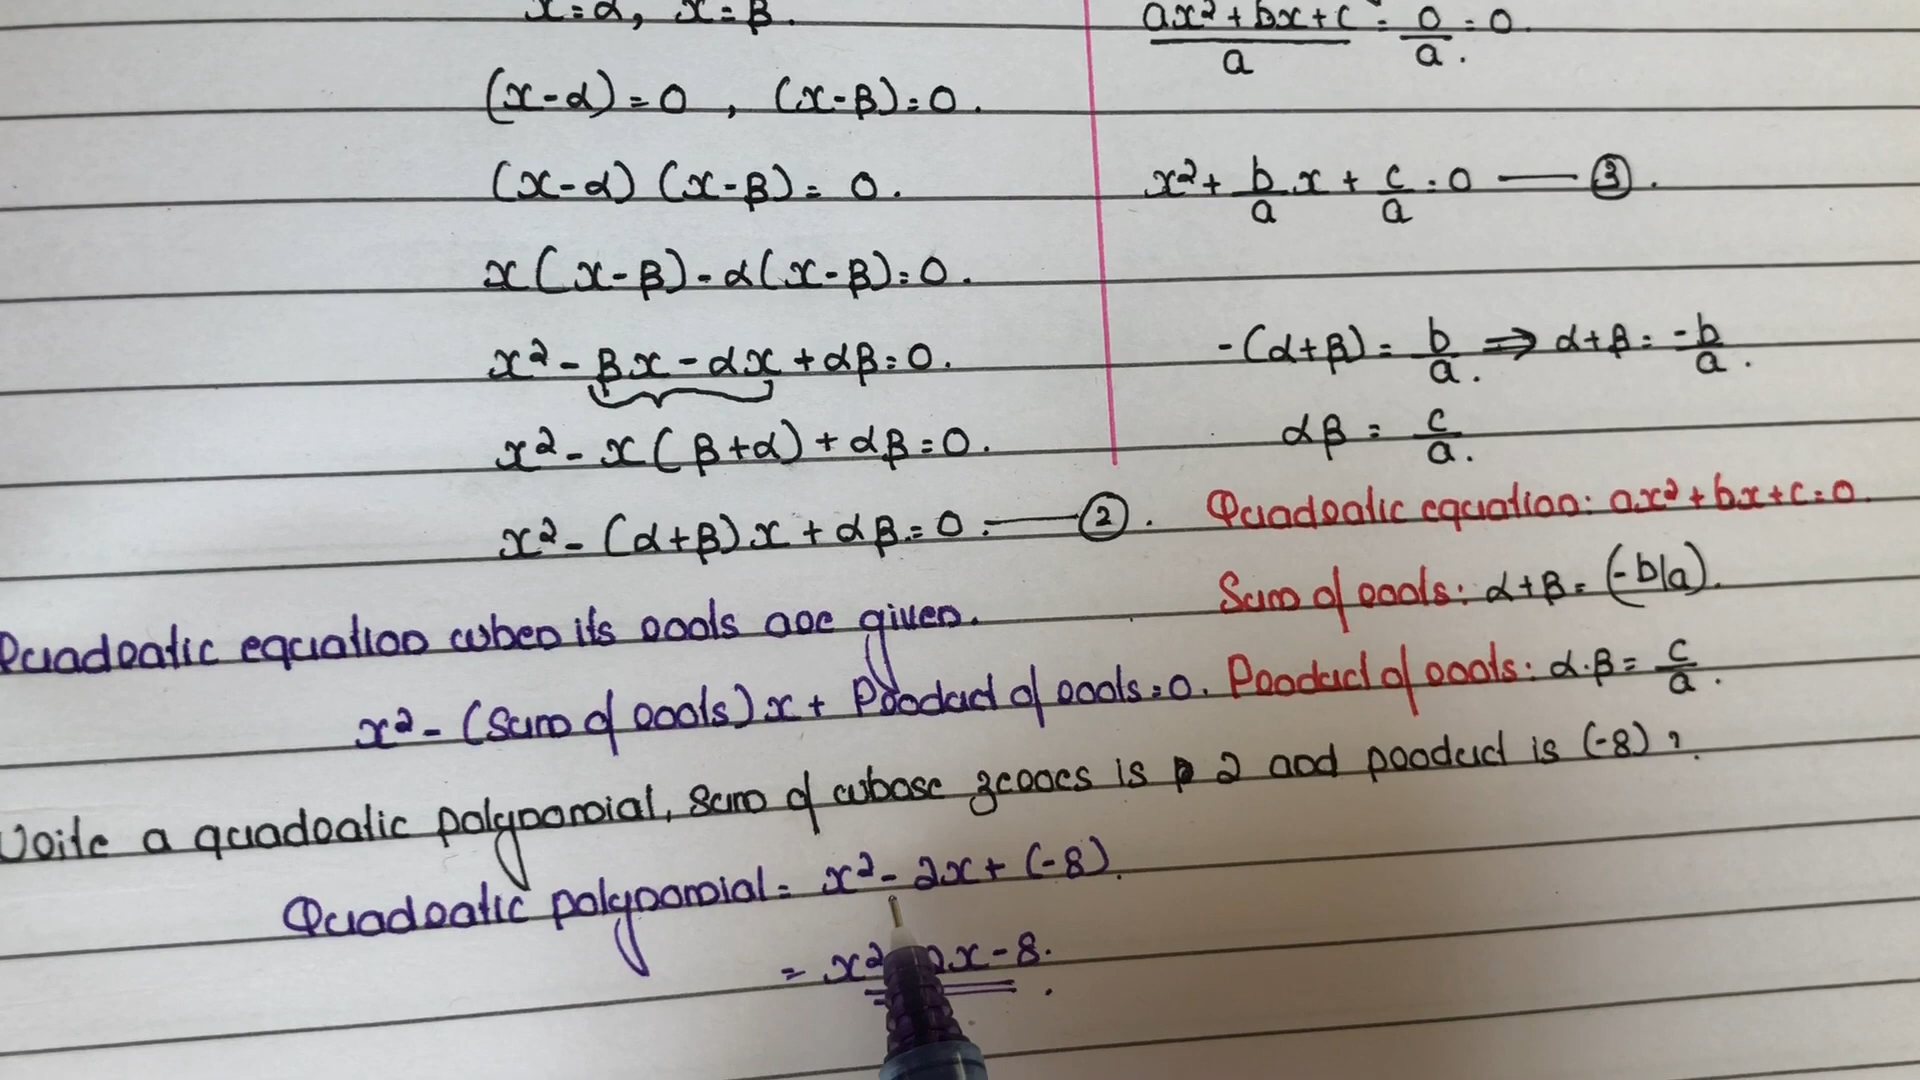 x = α, x = β.
(x-α) = 0 , (x-β) = 0.
(x-α) (x-β) = 0.
x(x-β) - α(x-β) = 0.
x² - βx - αx + αβ = 0.
x² - x(β+α) + αβ = 0.
x² - (α+β)x + αβ = 0. — ②.
(ax² + bx + c)/a = 0/a = 0.
x² + b/a x + c/a = 0 — ③.
-(α+β) = b/a. ⇒ α+β = -b/a.
αβ = c/a.
Quadratic equation: ax² + bx + c = 0.
Sum of roots: α+β = (-b/a).
Product of roots: α.β = c/a.
Quadratic equation when its roots are given.
x² - (Sum of roots)x + Product of roots = 0.
Write a quadratic polynomial, sum of whose zeroes is 2 and product is (-8) ?
Quadratic polynomial = x² - 2x + (-8).
= x² 2x - 8.